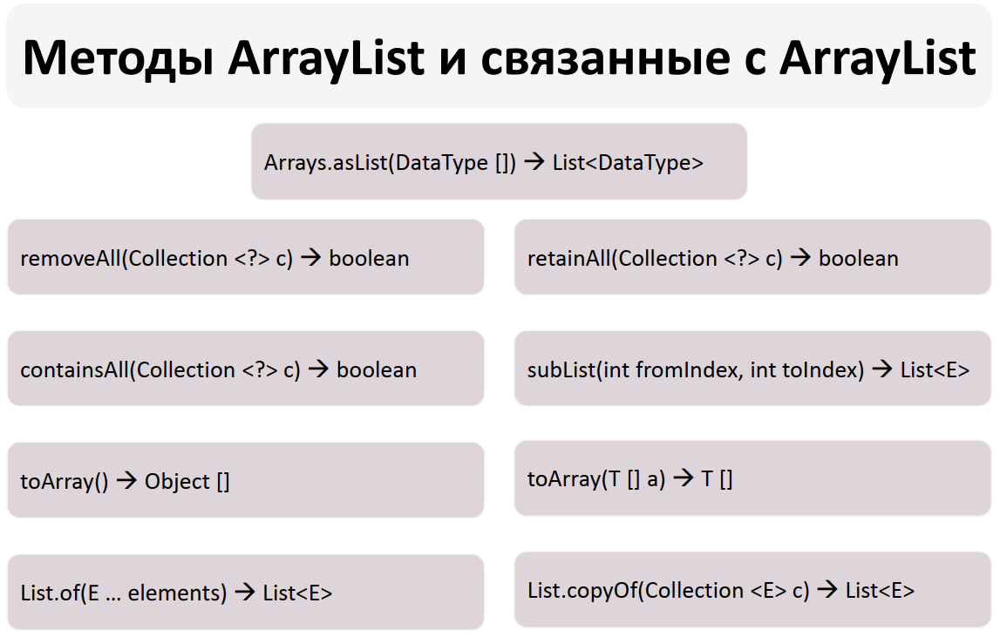 Методы ArrayList и связанные с ArrayList
Arrays.asList(DataType []) → List<DataType>
removeAll(Collection <?> c) → boolean
retainAll(Collection <?> c) → boolean
containsAll(Collection <?> c) → boolean
subList(int fromIndex, int toIndex) → List<E>
toArray() → Object []
toArray(T [] a) → T []
List.of(E ... elements) → List<E>
List.copyOf(Collection <E> c) → List<E>